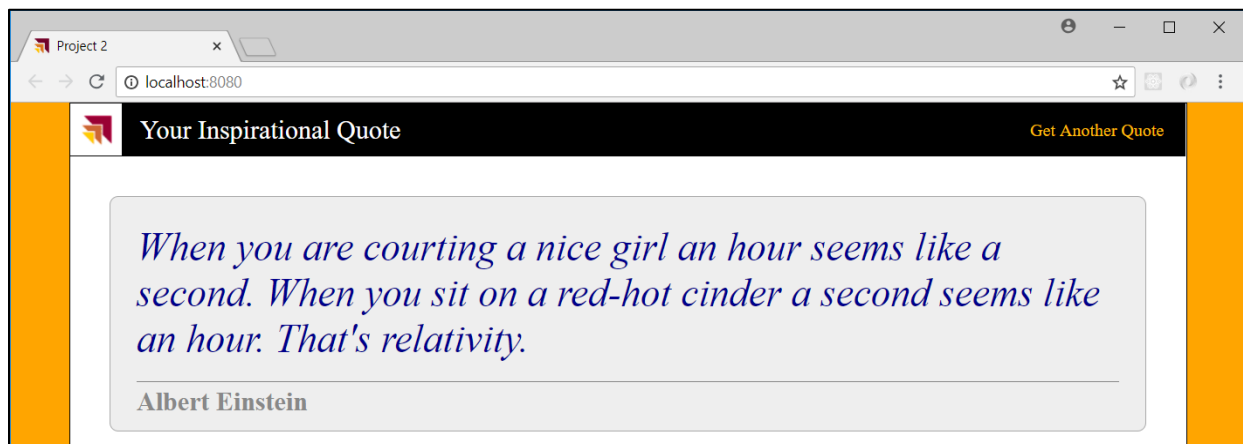 Project 2
localhost:8080
Your Inspirational Quote
Get Another Quote
When you are courting a nice girl an hour seems like a
second. When you sit on a red-hot cinder a second seems like
an hour. That's relativity.
Albert Einstein